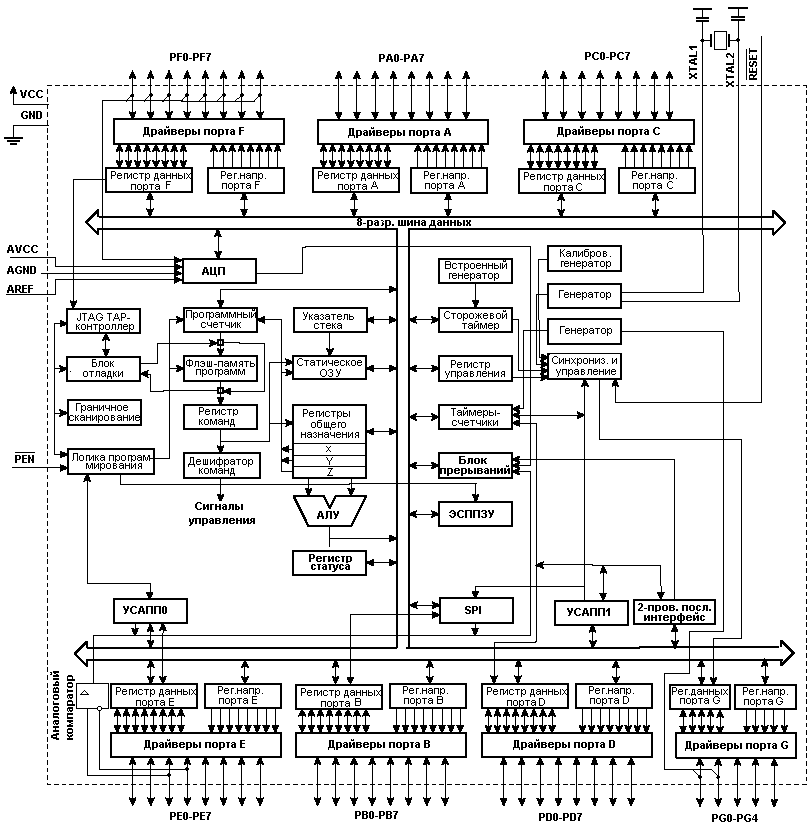 PF0-PF7
PA0-PA7
PC0-PC7
XTAL1
XTAL2
RESET
VCC
GND
Драйверы порта F
Драйверы порта A
Драйверы порта C
Регистр данных
порта F
Рег.напр.
порта F
Регистр данных
порта A
Рег.напр.
порта A
Регистр данных
порта C
Рег.напр.
порта C
8-разр. шина данных
AVCC
AGND
AREF
АЦП
Встроенный
генератор
Калибров.
генератор
Генератор
JTAG TAP-
контроллер
Программный
счетчик
Указатель
стека
Сторожевой
таймер
Генератор
Блок
отладки
Флэш-память
программ
Статическое
ОЗУ
Регистр
управления
Синхрониз. и
управление
Граничное
сканирование
Регистр
команд
Регистры
общего
назначения
X
Y
Z
Таймеры-
счетчики
PEN
Логика програм-
мирования
Дешифратор
команд
Блок
прерываний
Сигналы
управления
АЛУ
ЭСППЗУ
Регистр
статуса
УСАПП0
SPI
УСАПП1
2-пров. посл.
интерфейс
Аналоговый
компаратор
Регистр данных
порта E
Рег.напр.
порта E
Регистр данных
порта B
Рег.напр.
порта B
Регистр данных
порта D
Рег.напр.
порта D
Рег.данных
порта G
Рег.напр.
порта G
Драйверы порта E
Драйверы порта B
Драйверы порта D
Драйверы порта G
PE0-PE7
PB0-PB7
PD0-PD7
PG0-PG4